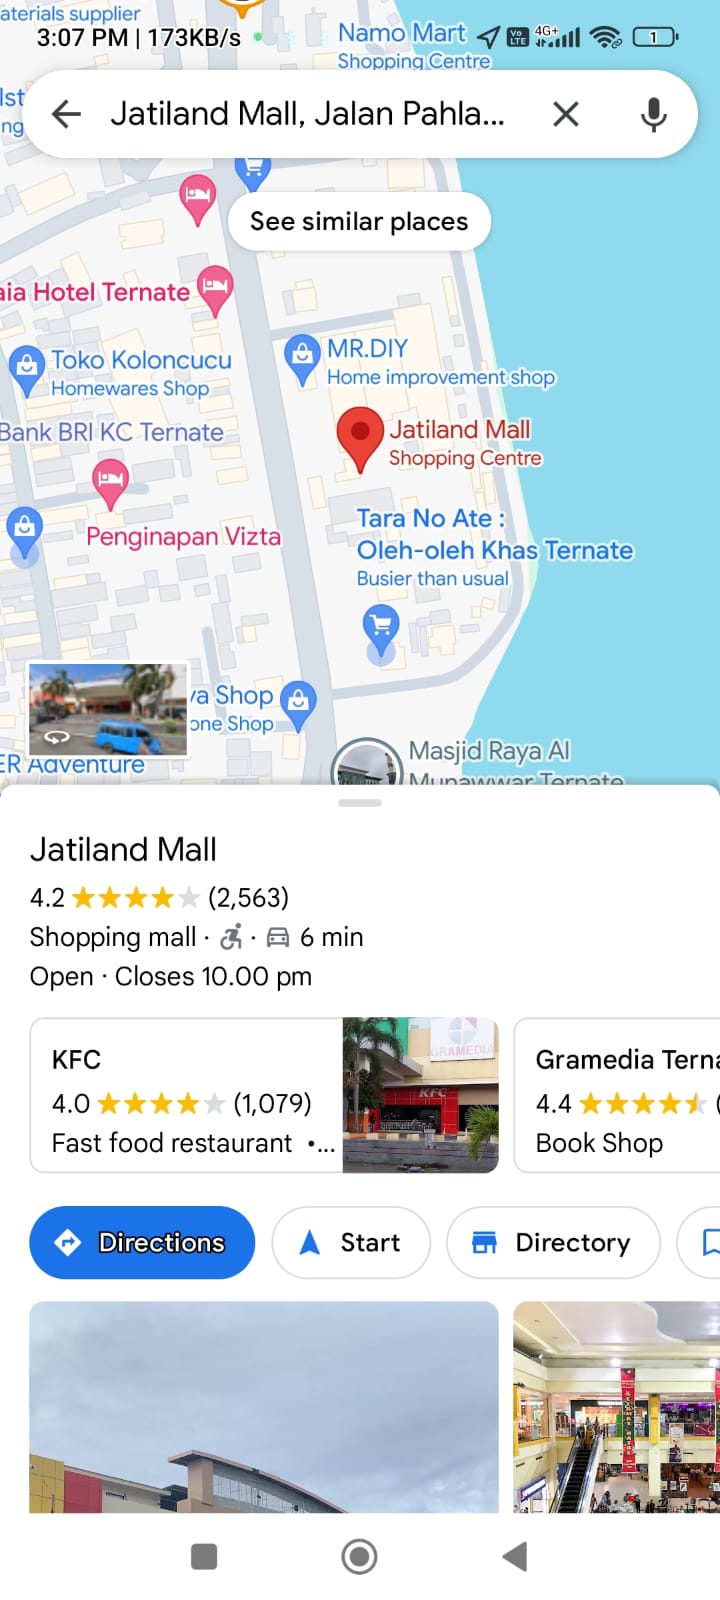 aterials supplier
3:07 PM | 173KB/s
Vo LTE
4G+
1
Namo Mart
Shopping Centre
Jatiland Mall, Jalan Pahla...
See similar places
aia Hotel Ternate
Toko Koloncucu
Homewares Shop
MR.DIY
Home improvement shop
Bank BRI KC Ternate
Jatiland Mall
Shopping Centre
Penginapan Vizta
Tara No Ate :
Oleh-oleh Khas Ternate
Busier than usual
ya Shop
one Shop
ER Adventure
Masjid Raya Al
Munawwar Ternate
Jatiland Mall
4.2 (2,563)
Shopping mall · · 6 min
Open · Closes 10.00 pm
KFC
4.0 (1,079)
Fast food restaurant •...
GRAMEDIA
KFC
Gramedia Terna
4.4 (
Book Shop
Directions
Start
Directory